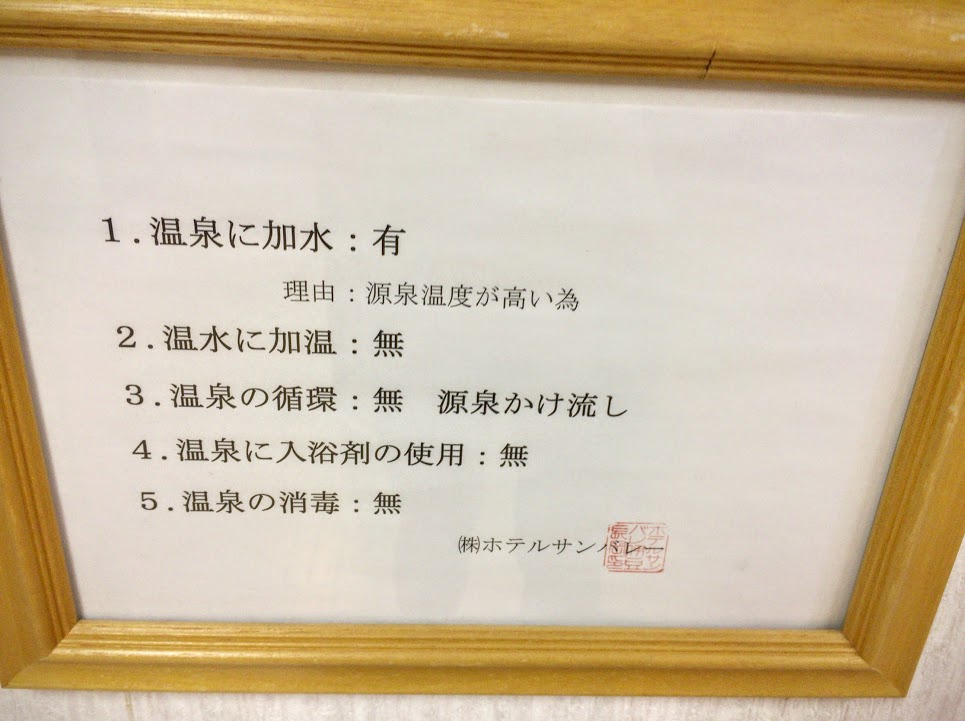 1.温泉に加水:有
理由:源泉温度が高い為
2.温水に加温:無
3.温泉の循環:無 源泉かけ流し
4.温泉に入浴剤の使用:無
5.温泉の消毒:無
㈱ホテルサンバレー